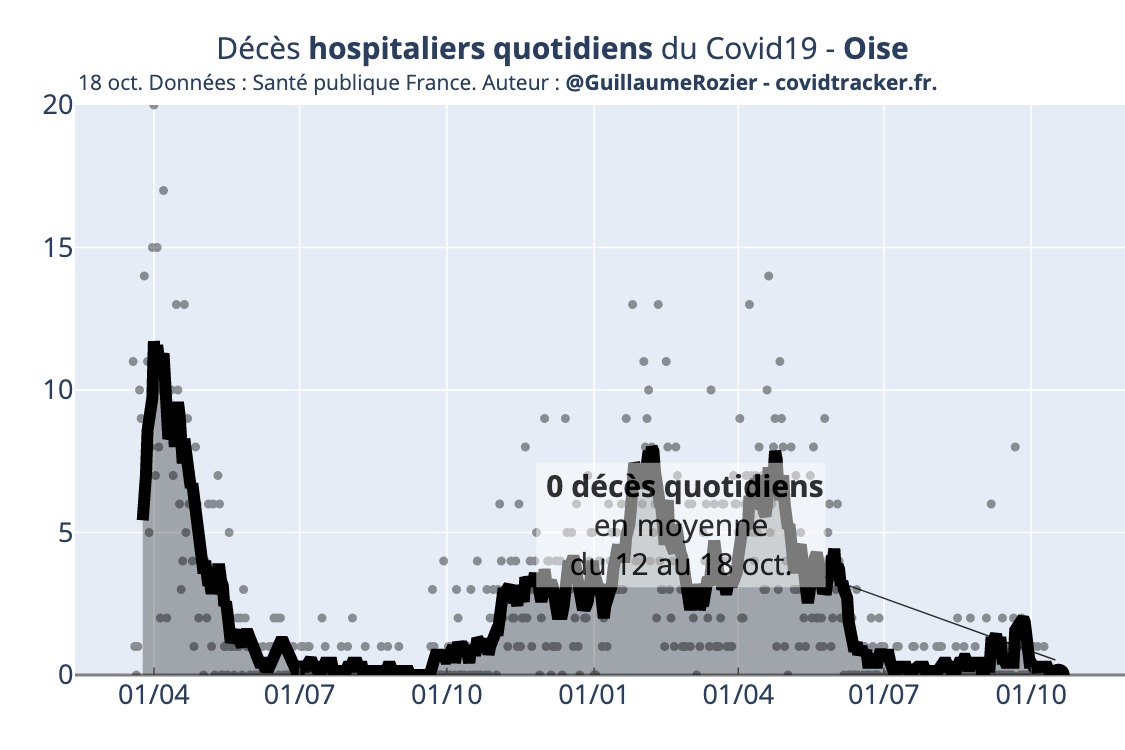 Décès hospitaliers quotidiens du Covid19 - Oise
18 oct. Données : Santé publique France. Auteur : @GuillaumeRozier - covidtracker.fr.
20
15
10
5
0
0 décès quotidiens
en moyenne
du 12 au 18 oct.
01/04 01/07 01/10 01/01 01/04 01/07 01/10